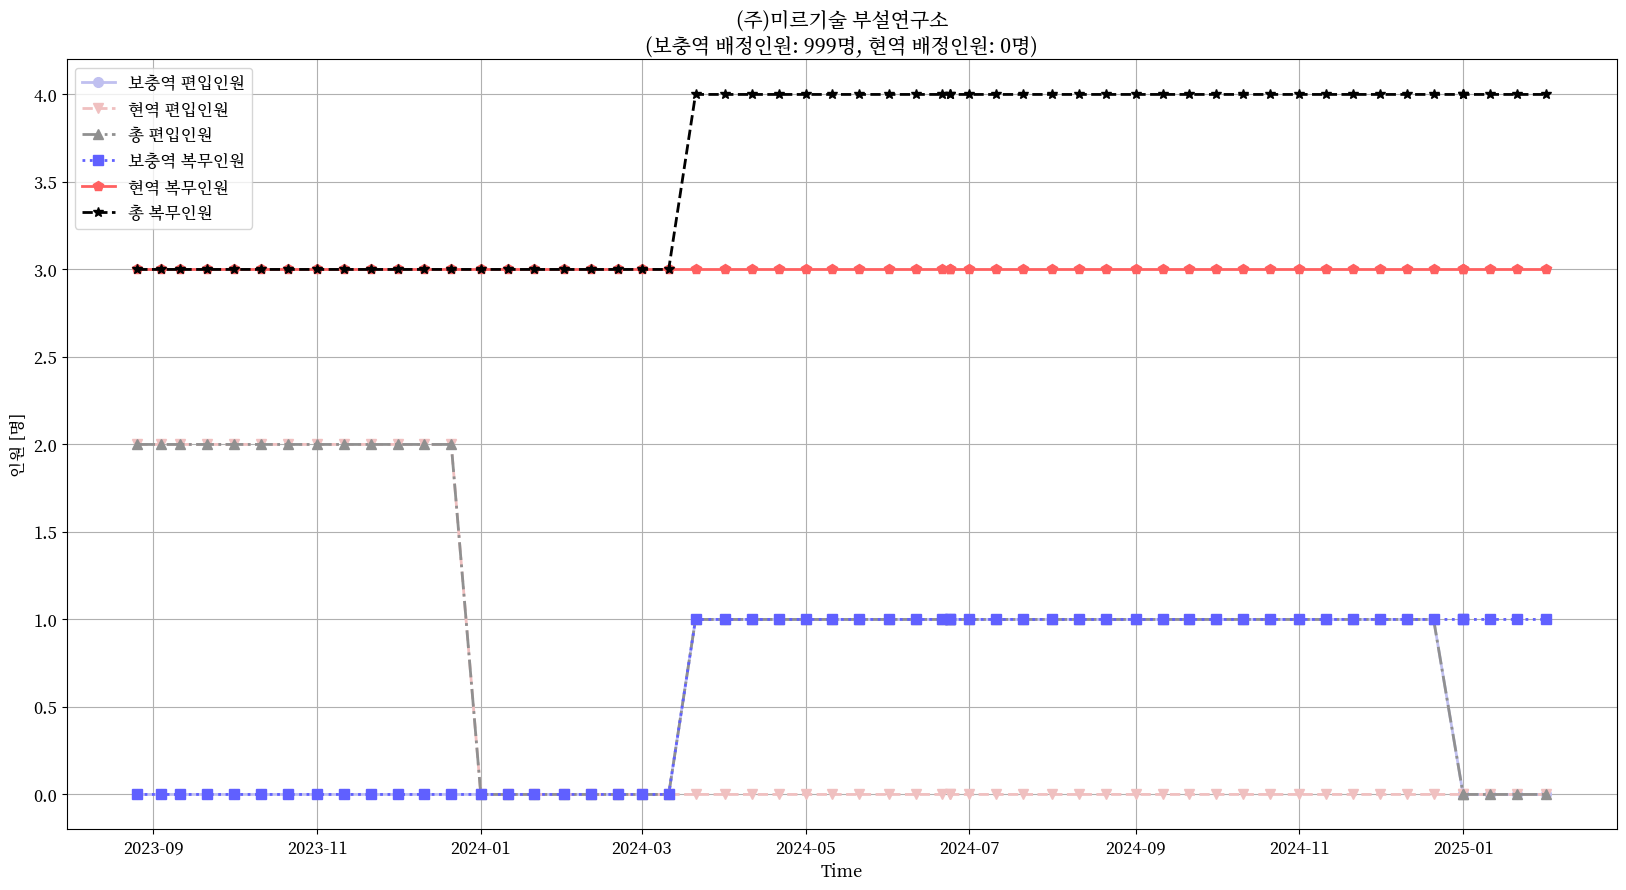 (주)미르기술 부설연구소
(보충역 배정인원: 999명, 현역 배정인원: 0명)
보충역 편입인원
현역 편입인원
총 편입인원
보충역 복무인원
현역 복무인원
총 복무인원
4.0
3.5
3.0
2.5
2.0
1.5
1.0
0.5
0.0
인원 [명]
2023-09
2023-11
2024-01
2024-03
2024-05
2024-07
2024-09
2024-11
2025-01
Time